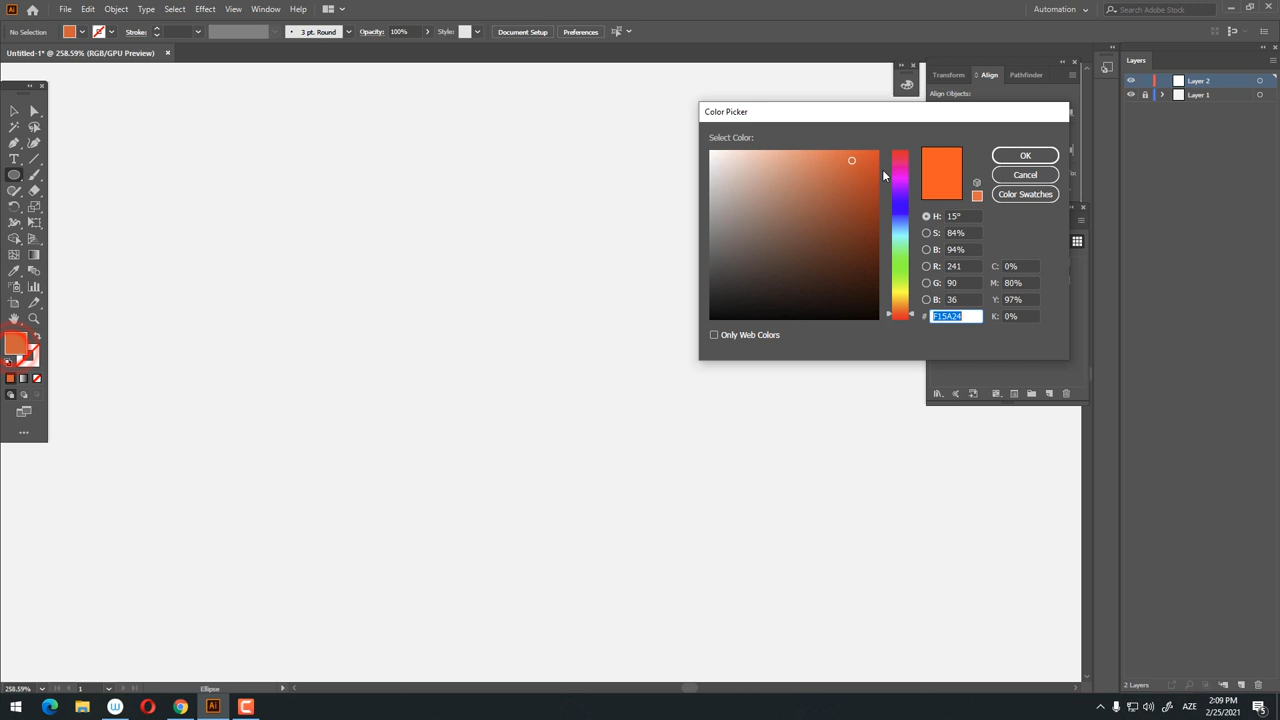 Ai File Edit Object Type Select Effect View Window Help Automation Search Adobe Stock
No Selection Stroke: 3 pt. Round Opacity: 100% Style: Document Setup Preferences
Untitled-1* @ 258.59% (RGB/GPU Preview)
Layers
Transform Align Pathfinder
Layer 2
Align Objects:
Layer 1
Color Picker
Select Color:
OK
Cancel
Color Swatches
H: 15°
S: 84%
B: 94%
R: 241 C: 0%
G: 90 M: 80%
B: 36 Y: 97%
# F15A24 K: 0%
Only Web Colors
258.59% 1 Ellipse
2 Layers
Ai
AZE
2:09 PM
2/25/2021